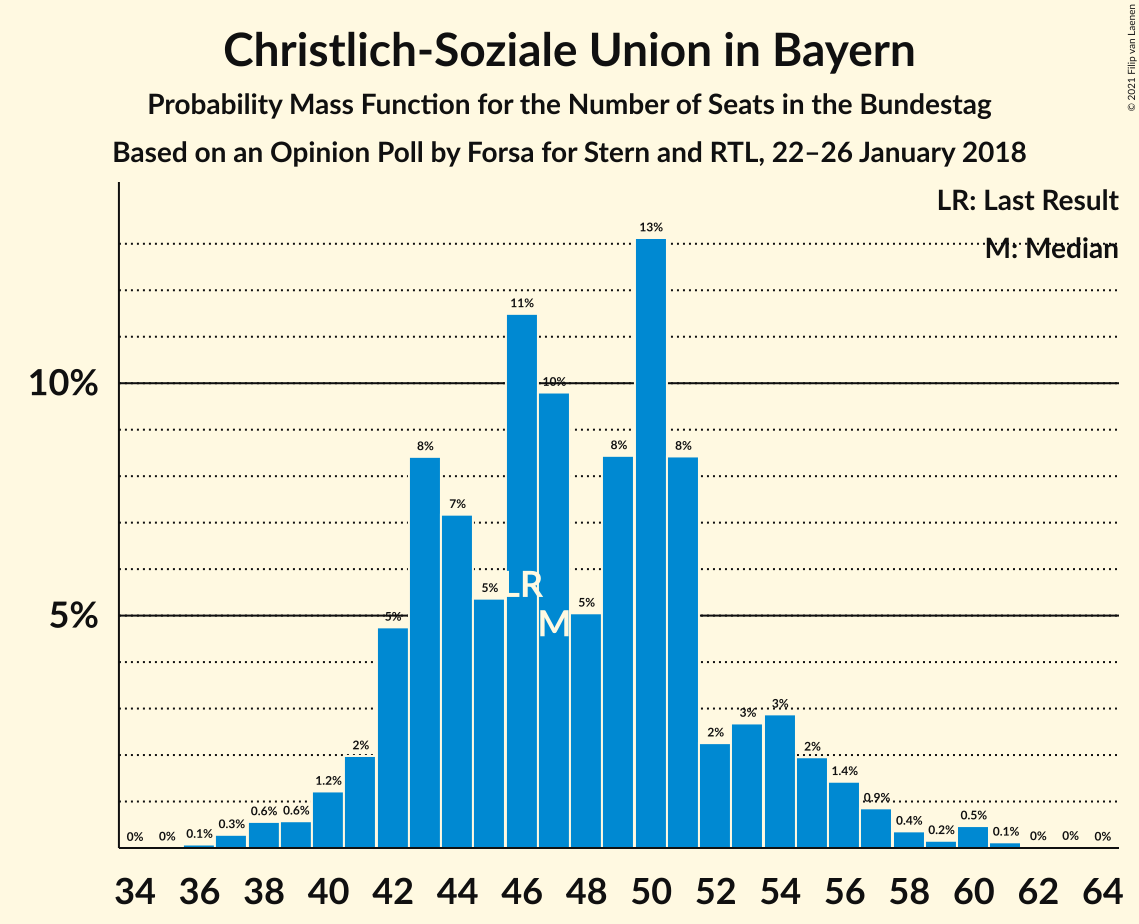 Christlich-Soziale Union in Bayern
Probability Mass Function for the Number of Seats in the Bundestag
Based on an Opinion Poll by Forsa for Stern and RTL, 22–26 January 2018
© 2021 Filip van Laenen
LR: Last Result
M: Median
10%
5%
0% 0% 0.1% 0.3% 0.6% 0.6% 1.2% 2% 5% 8% 7% 5% 11% 10% 5% 8% 13% 8% 2% 3% 3% 2% 1.4% 0.9% 0.4% 0.2% 0.5% 0.1% 0% 0% 0%
LR
M
34 36 38 40 42 44 46 48 50 52 54 56 58 60 62 64